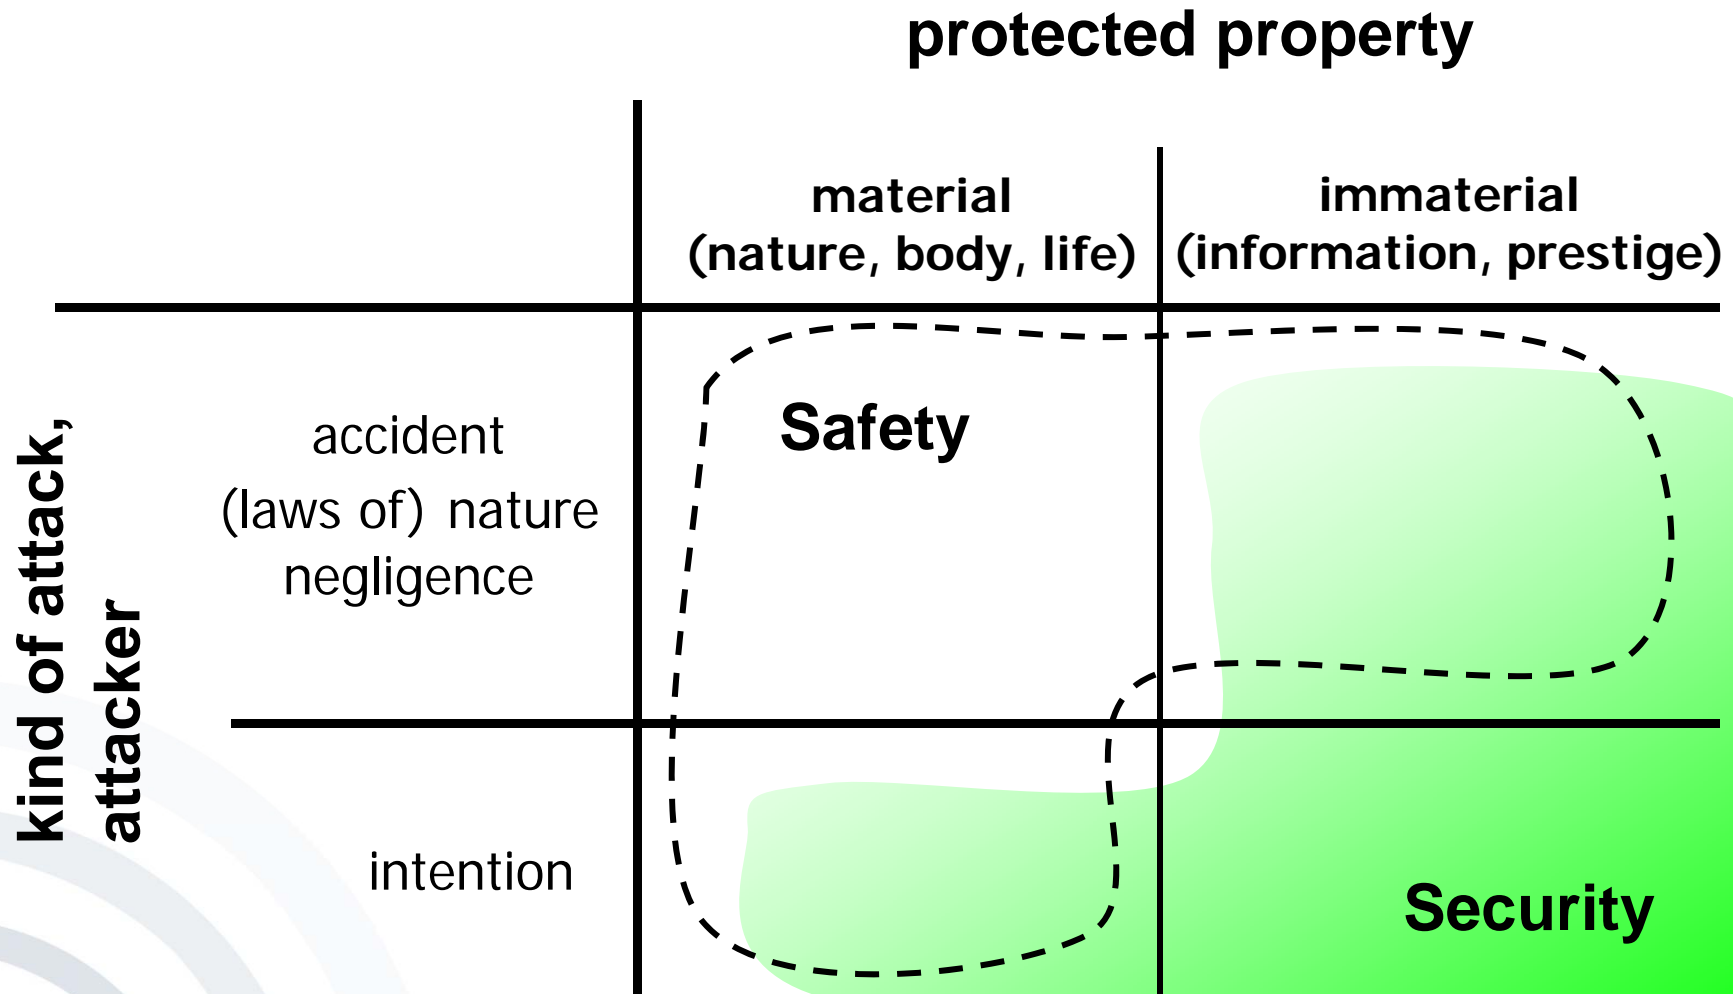 protected property
material
(nature, body, life)
immaterial
(information, prestige)
kind of attack,
attacker
accident
(laws of) nature
negligence
Safety
intention
Security